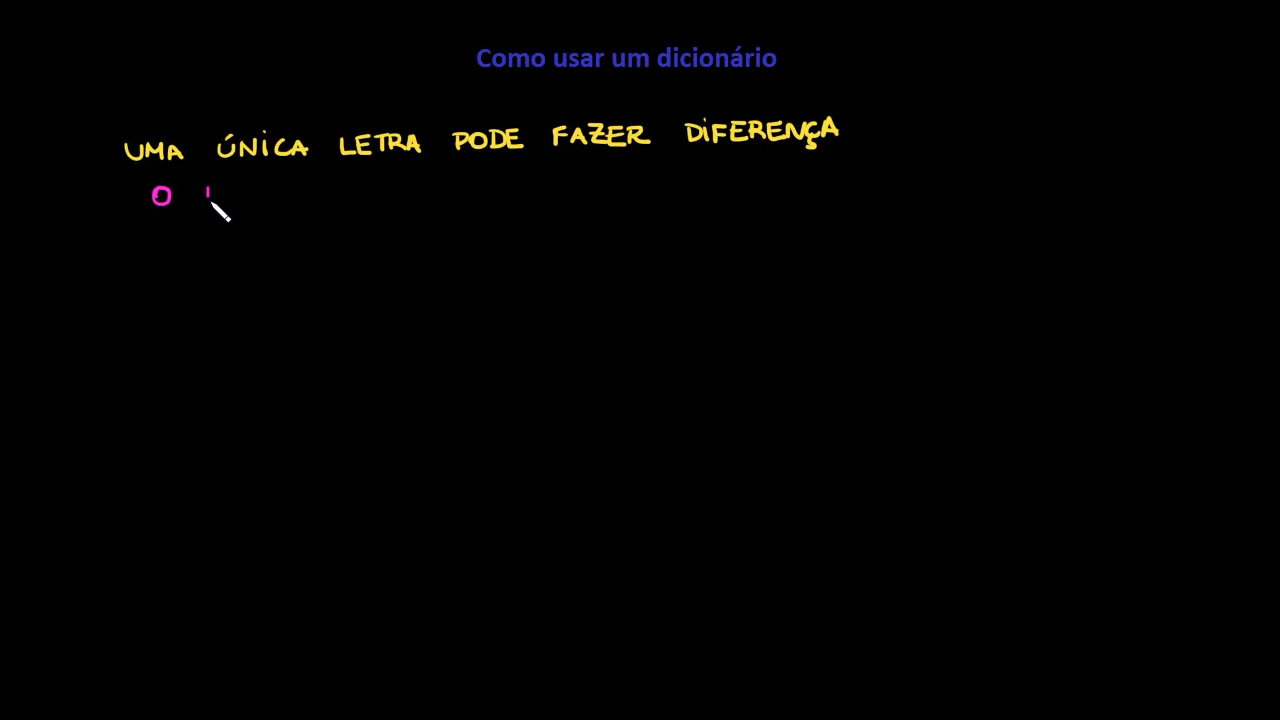 Como usar um dicionário
UMA ÚNICA LETRA PODE FAZER DIFERENÇA
O